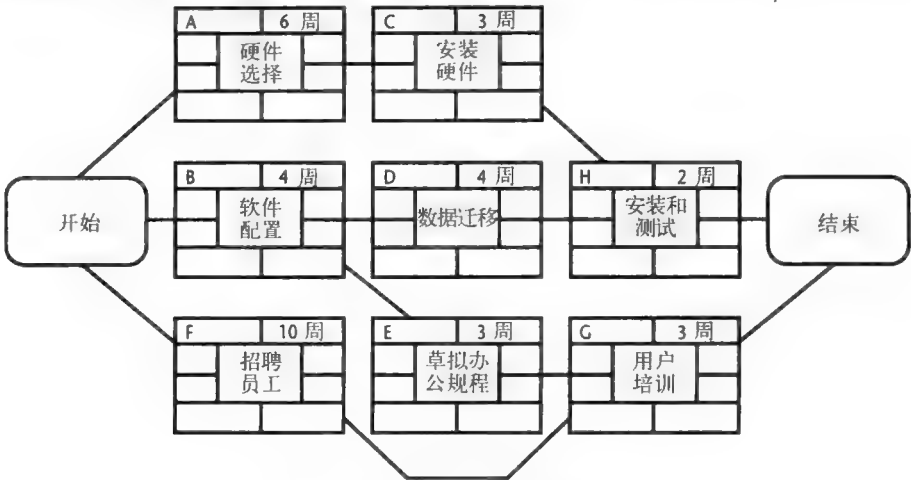 A 6 周
硬件
选择
C 3 周
安装
硬件
开始
B 4 周
软件
配置
D 4 周
数据迁移
H 2 周
安装和
测试
结束
F 10 周
招聘
员工
E 3 周
草拟办
公规程
G 3 周
用户
培训